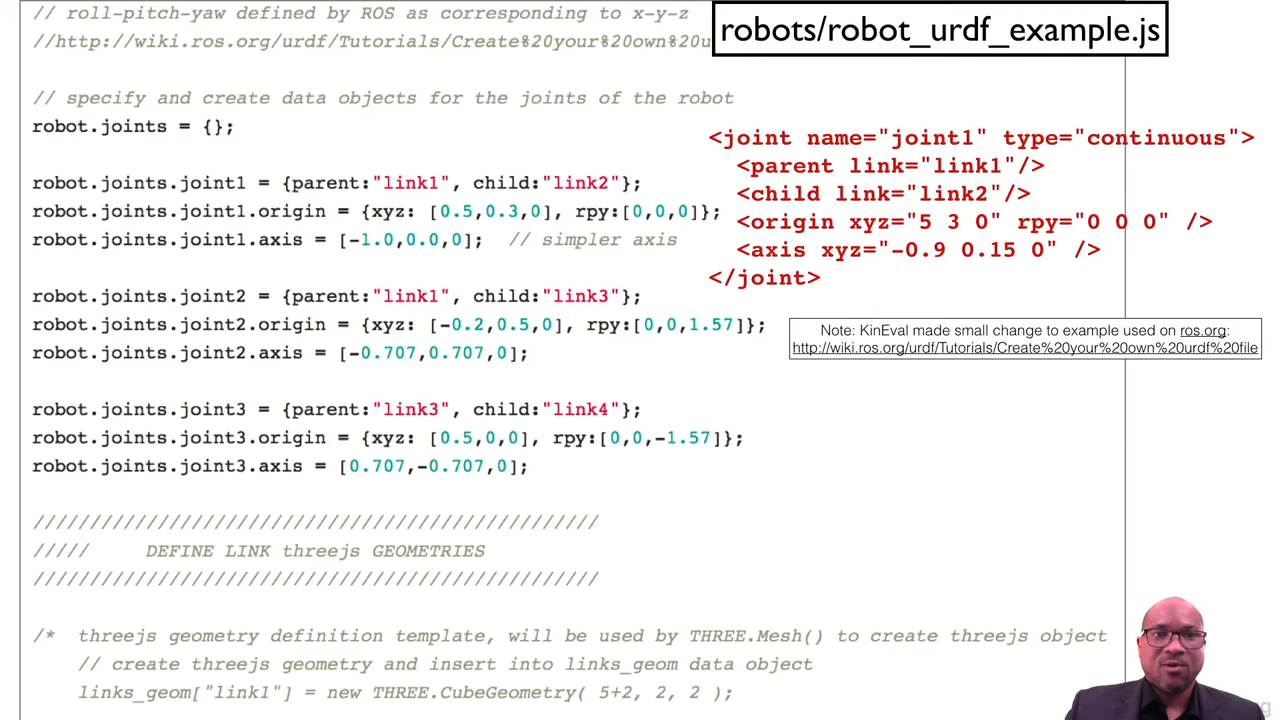 // roll-pitch-yaw defined by ROS as corresponding to x-y-z
//http://wiki.ros.org/urdf/Tutorials/Create%20your%20own%20u
robots/robot_urdf_example.js
// specify and create data objects for the joints of the robot
robot.joints = {};
robot.joints.joint1 = {parent:"link1", child:"link2"};
robot.joints.joint1.origin = {xyz: [0.5,0.3,0], rpy:[0,0,0]};
robot.joints.joint1.axis = [-1.0,0.0,0]; // simpler axis
robot.joints.joint2 = {parent:"link1", child:"link3"};
robot.joints.joint2.origin = {xyz: [-0.2,0.5,0], rpy:[0,0,1.57]};
robot.joints.joint2.axis = [-0.707,0.707,0];
robot.joints.joint3 = {parent:"link3", child:"link4"};
robot.joints.joint3.origin = {xyz: [0.5,0,0], rpy:[0,0,-1.57]};
robot.joints.joint3.axis = [0.707,-0.707,0];
<joint name="joint1" type="continuous">
<parent link="link1"/>
<child link="link2"/>
<origin xyz="5 3 0" rpy="0 0 0" />
<axis xyz="-0.9 0.15 0" />
</joint>
Note: KinEval made small change to example used on ros.org:
http://wiki.ros.org/urdf/Tutorials/Create%20your%20own%20urdf%20file
//////////////////////////////////////////////////
///// DEFINE LINK threejs GEOMETRIES
//////////////////////////////////////////////////
/* threejs geometry definition template, will be used by THREE.Mesh() to create threejs object
// create threejs geometry and insert into links_geom data object
links_geom["link1"] = new THREE.CubeGeometry( 5+2, 2, 2 );